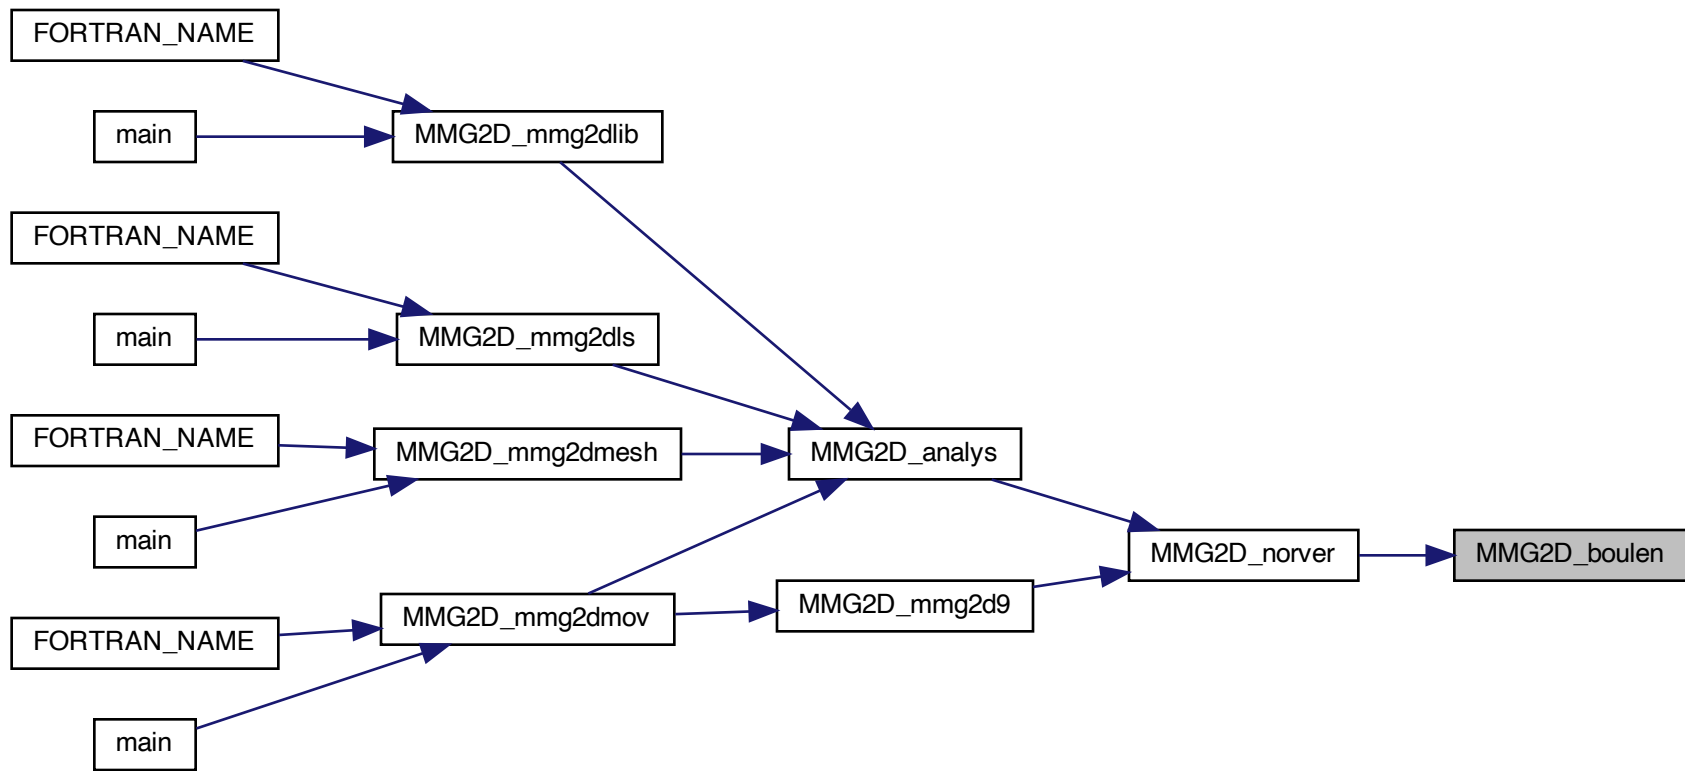 FORTRAN_NAME
main
MMG2D_mmg2dlib
FORTRAN_NAME
main
MMG2D_mmg2dls
FORTRAN_NAME
main
MMG2D_mmg2dmesh
MMG2D_analys
FORTRAN_NAME
main
MMG2D_mmg2dmov
MMG2D_mmg2d9
MMG2D_norver
MMG2D_boulen